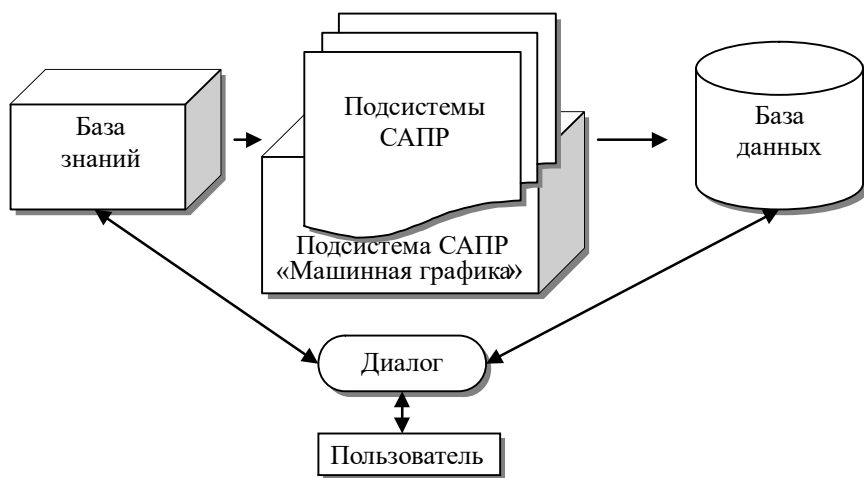 База
знаний
Подсистемы
САПР
База
данных
Подсистема САПР
«Машинная графика»
Диалог
Пользователь